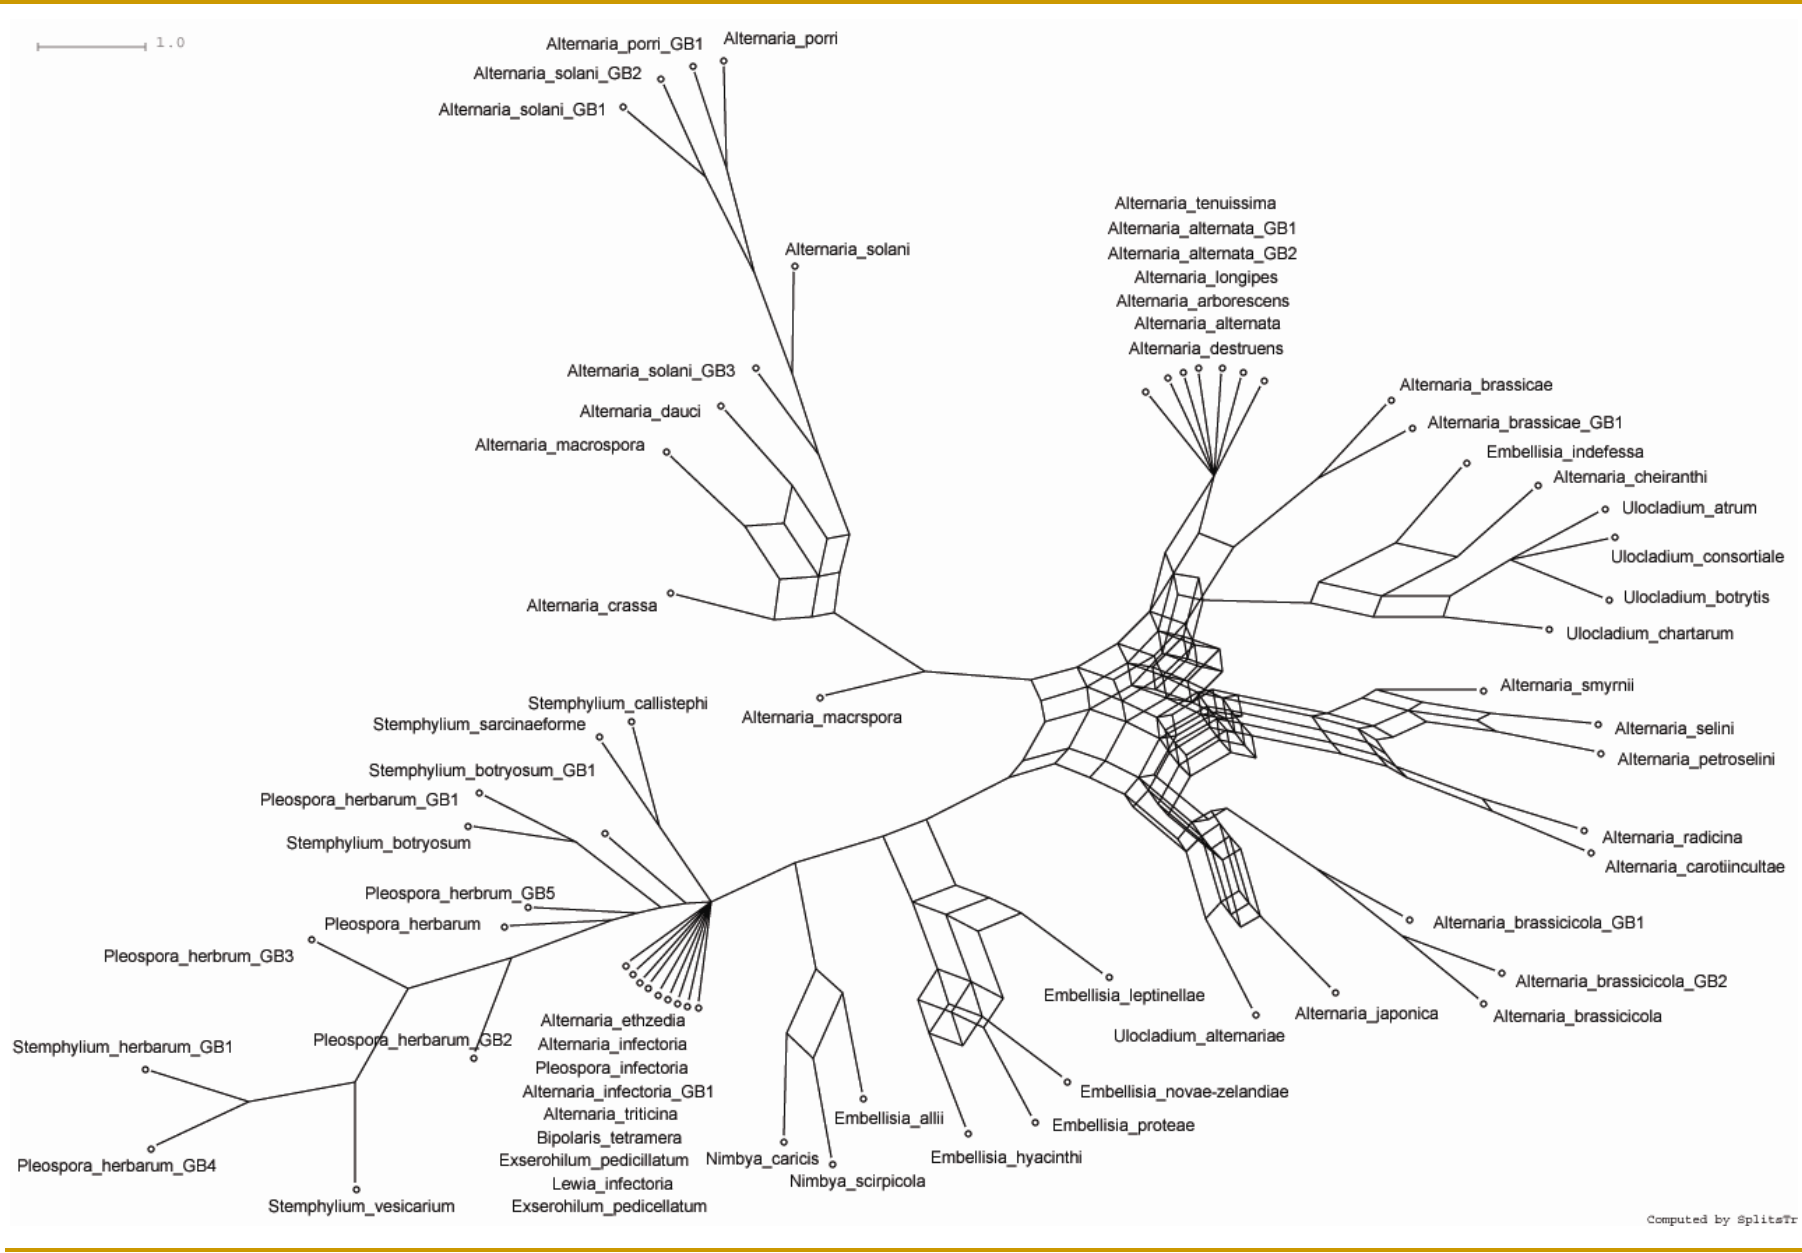 1.0
Alternaria_porri
Alternaria_porri_GB1
Alternaria_solani_GB2
Alternaria_solani_GB1
Alternaria_tenuissima
Alternaria_alternata_GB1
Alternaria_solani
Alternaria_alternata_GB2
Alternaria_longipes
Alternaria_arborescens
Alternaria_alternata
Alternaria_destruens
Alternaria_solani_GB3
Alternaria_brassicae
Alternaria_dauci
Alternaria_brassicae_GB1
Alternaria_macrospora
Embellisia_indefessa
Alternaria_cheiranthi
Ulocladium_atrum
Ulocladium_consortiale
Ulocladium_botrytis
Alternaria_crassa
Ulocladium_chartarum
Alternaria_smyrnii
Stemphylium_callistephi
Alternaria_macrspora
Stemphylium_sarcinaeforme
Alternaria_selini
Alternaria_petroselini
Stemphylium_botryosum_GB1
Pleospora_herbarum_GB1
Alternaria_radicina
Stemphylium_botryosum
Alternaria_carotiincultae
Pleospora_herbrum_GB5
Pleospora_herbarum
Alternaria_brassicicola_GB1
Pleospora_herbrum_GB3
Alternaria_brassicicola_GB2
Embellisia_leptinellae
Alternaria_japonica
Alternaria_brassicicola
Alternaria_ethzedia
Ulocladium_alternariae
Pleospora_herbarum_GB2
Alternaria_infectoria
Stemphylium_herbarum_GB1
Pleospora_infectoria
Alternaria_infectoria_GB1
Embellisia_novae-zelandiae
Alternaria_triticina
Embellisia_allii
Embellisia_proteae
Bipolaris_tetramera
Exserohilum_pedicillatum
Nimbya_caricis
Embellisia_hyacinthi
Pleospora_herbarum_GB4
Lewia_infectoria
Nimbya_scirpicola
Stemphylium_vesicarium
Exserohilum_pedicellatum
Computed by SplitsTr